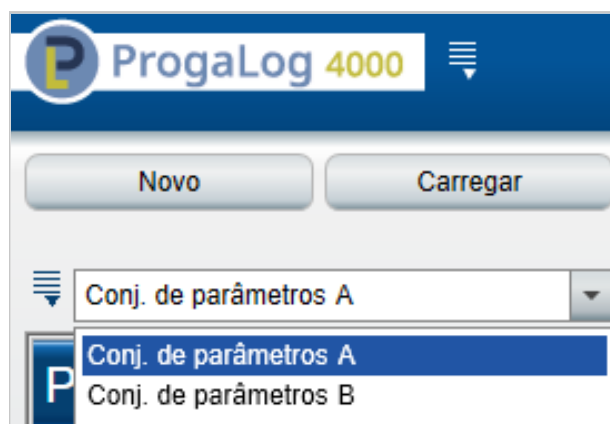 ProgaLog 4000
Novo Carregar
Conj. de parâmetros A
Conj. de parâmetros A
P
Conj. de parâmetros B